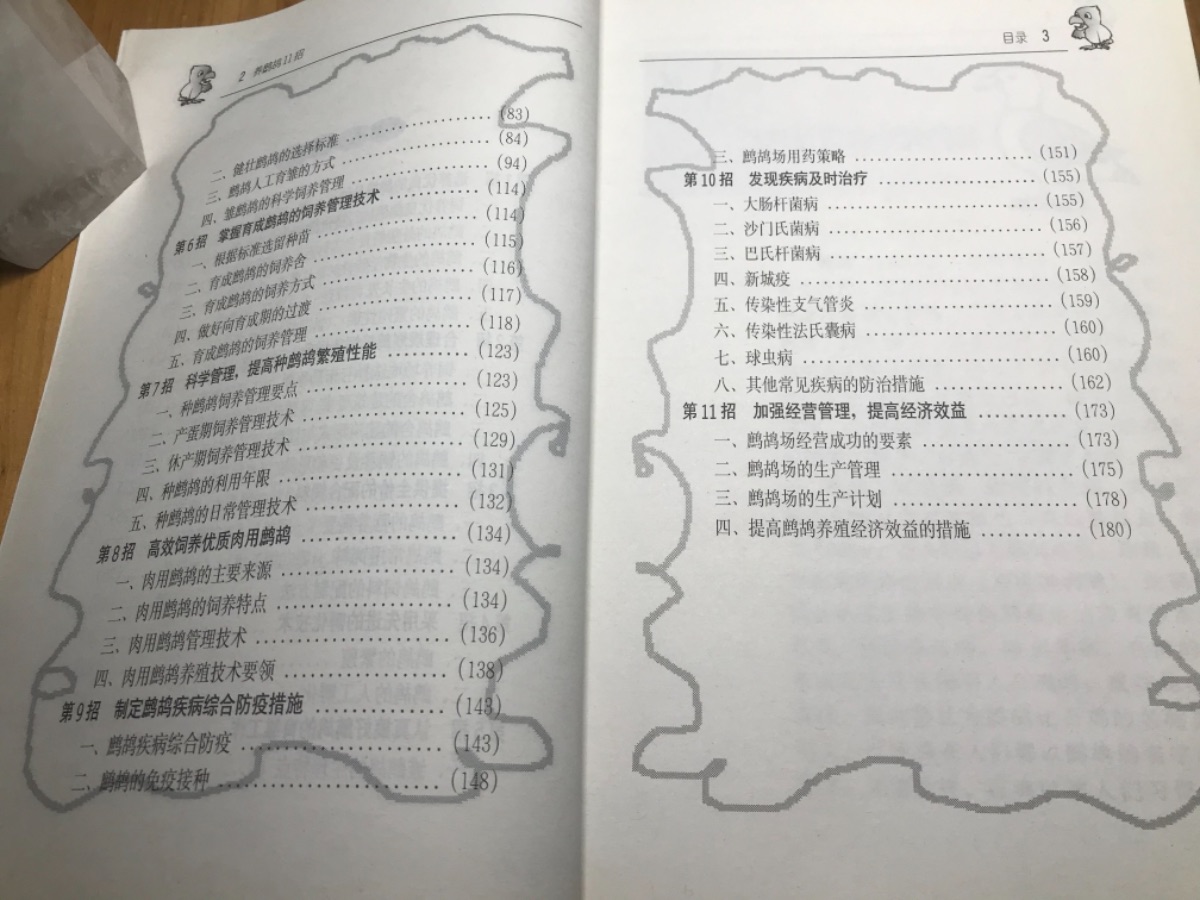 2 养鹧鸪11招
二、健壮鹧鸪的选择标准 ........................ (83)
三、鹧鸪人工育雏的方式 ........................ (84)
四、雏鹧鸪的科学饲养管理 ........................ (94)
第6招 掌握育成鹧鸪的饲养管理技术 ............ (114)
一、根据标准选留种苗 ........................ (114)
二、育成鹧鸪的饲养舍 ........................ (115)
三、育成鹧鸪的饲养方式 ........................ (116)
四、做好向育成期的过渡 ........................ (117)
五、育成鹧鸪的饲养管理 ........................ (118)
第7招 科学管理，提高种鹧鸪繁殖性能 ............ (123)
一、种鹧鸪饲养管理要点 ........................ (123)
二、产蛋期饲养管理技术 ........................ (125)
三、休产期饲养管理技术 ........................ (129)
四、种鹧鸪的利用年限 ........................ (131)
五、种鹧鸪的日常管理技术 ........................ (132)
第8招 高效饲养优质肉用鹧鸪 .................. (134)
一、肉用鹧鸪的主要来源 ........................ (134)
二、肉用鹧鸪的饲养特点 ........................ (134)
三、肉用鹧鸪管理技术 ........................ (136)
四、肉用鹧鸪养殖技术要领 ........................ (138)
第9招 制定鹧鸪疾病综合防疫措施 ............... (143)
一、鹧鸪疾病综合防疫 ........................ (143)
二、鹧鸪的免疫接种 ........................ (148)
目录 3
三、鹧鸪场用药策略 ........................ (151)
第10招 发现疾病及时治疗 ..................... (155)
一、大肠杆菌病 ........................ (155)
二、沙门氏菌病 ........................ (156)
三、巴氏杆菌病 ........................ (157)
四、新城疫 ........................ (158)
五、传染性支气管炎 ........................ (159)
六、传染性法氏囊病 ........................ (160)
七、球虫病 ........................ (160)
八、其他常见疾病的防治措施 .................. (162)
第11招 加强经营管理，提高经济效益 ............ (173)
一、鹧鸪场经营成功的要素 .................. (173)
二、鹧鸪场的生产管理 ..................... (175)
三、鹧鸪场的生产计划 ..................... (178)
四、提高鹧鸪养殖经济效益的措施 ............ (180)